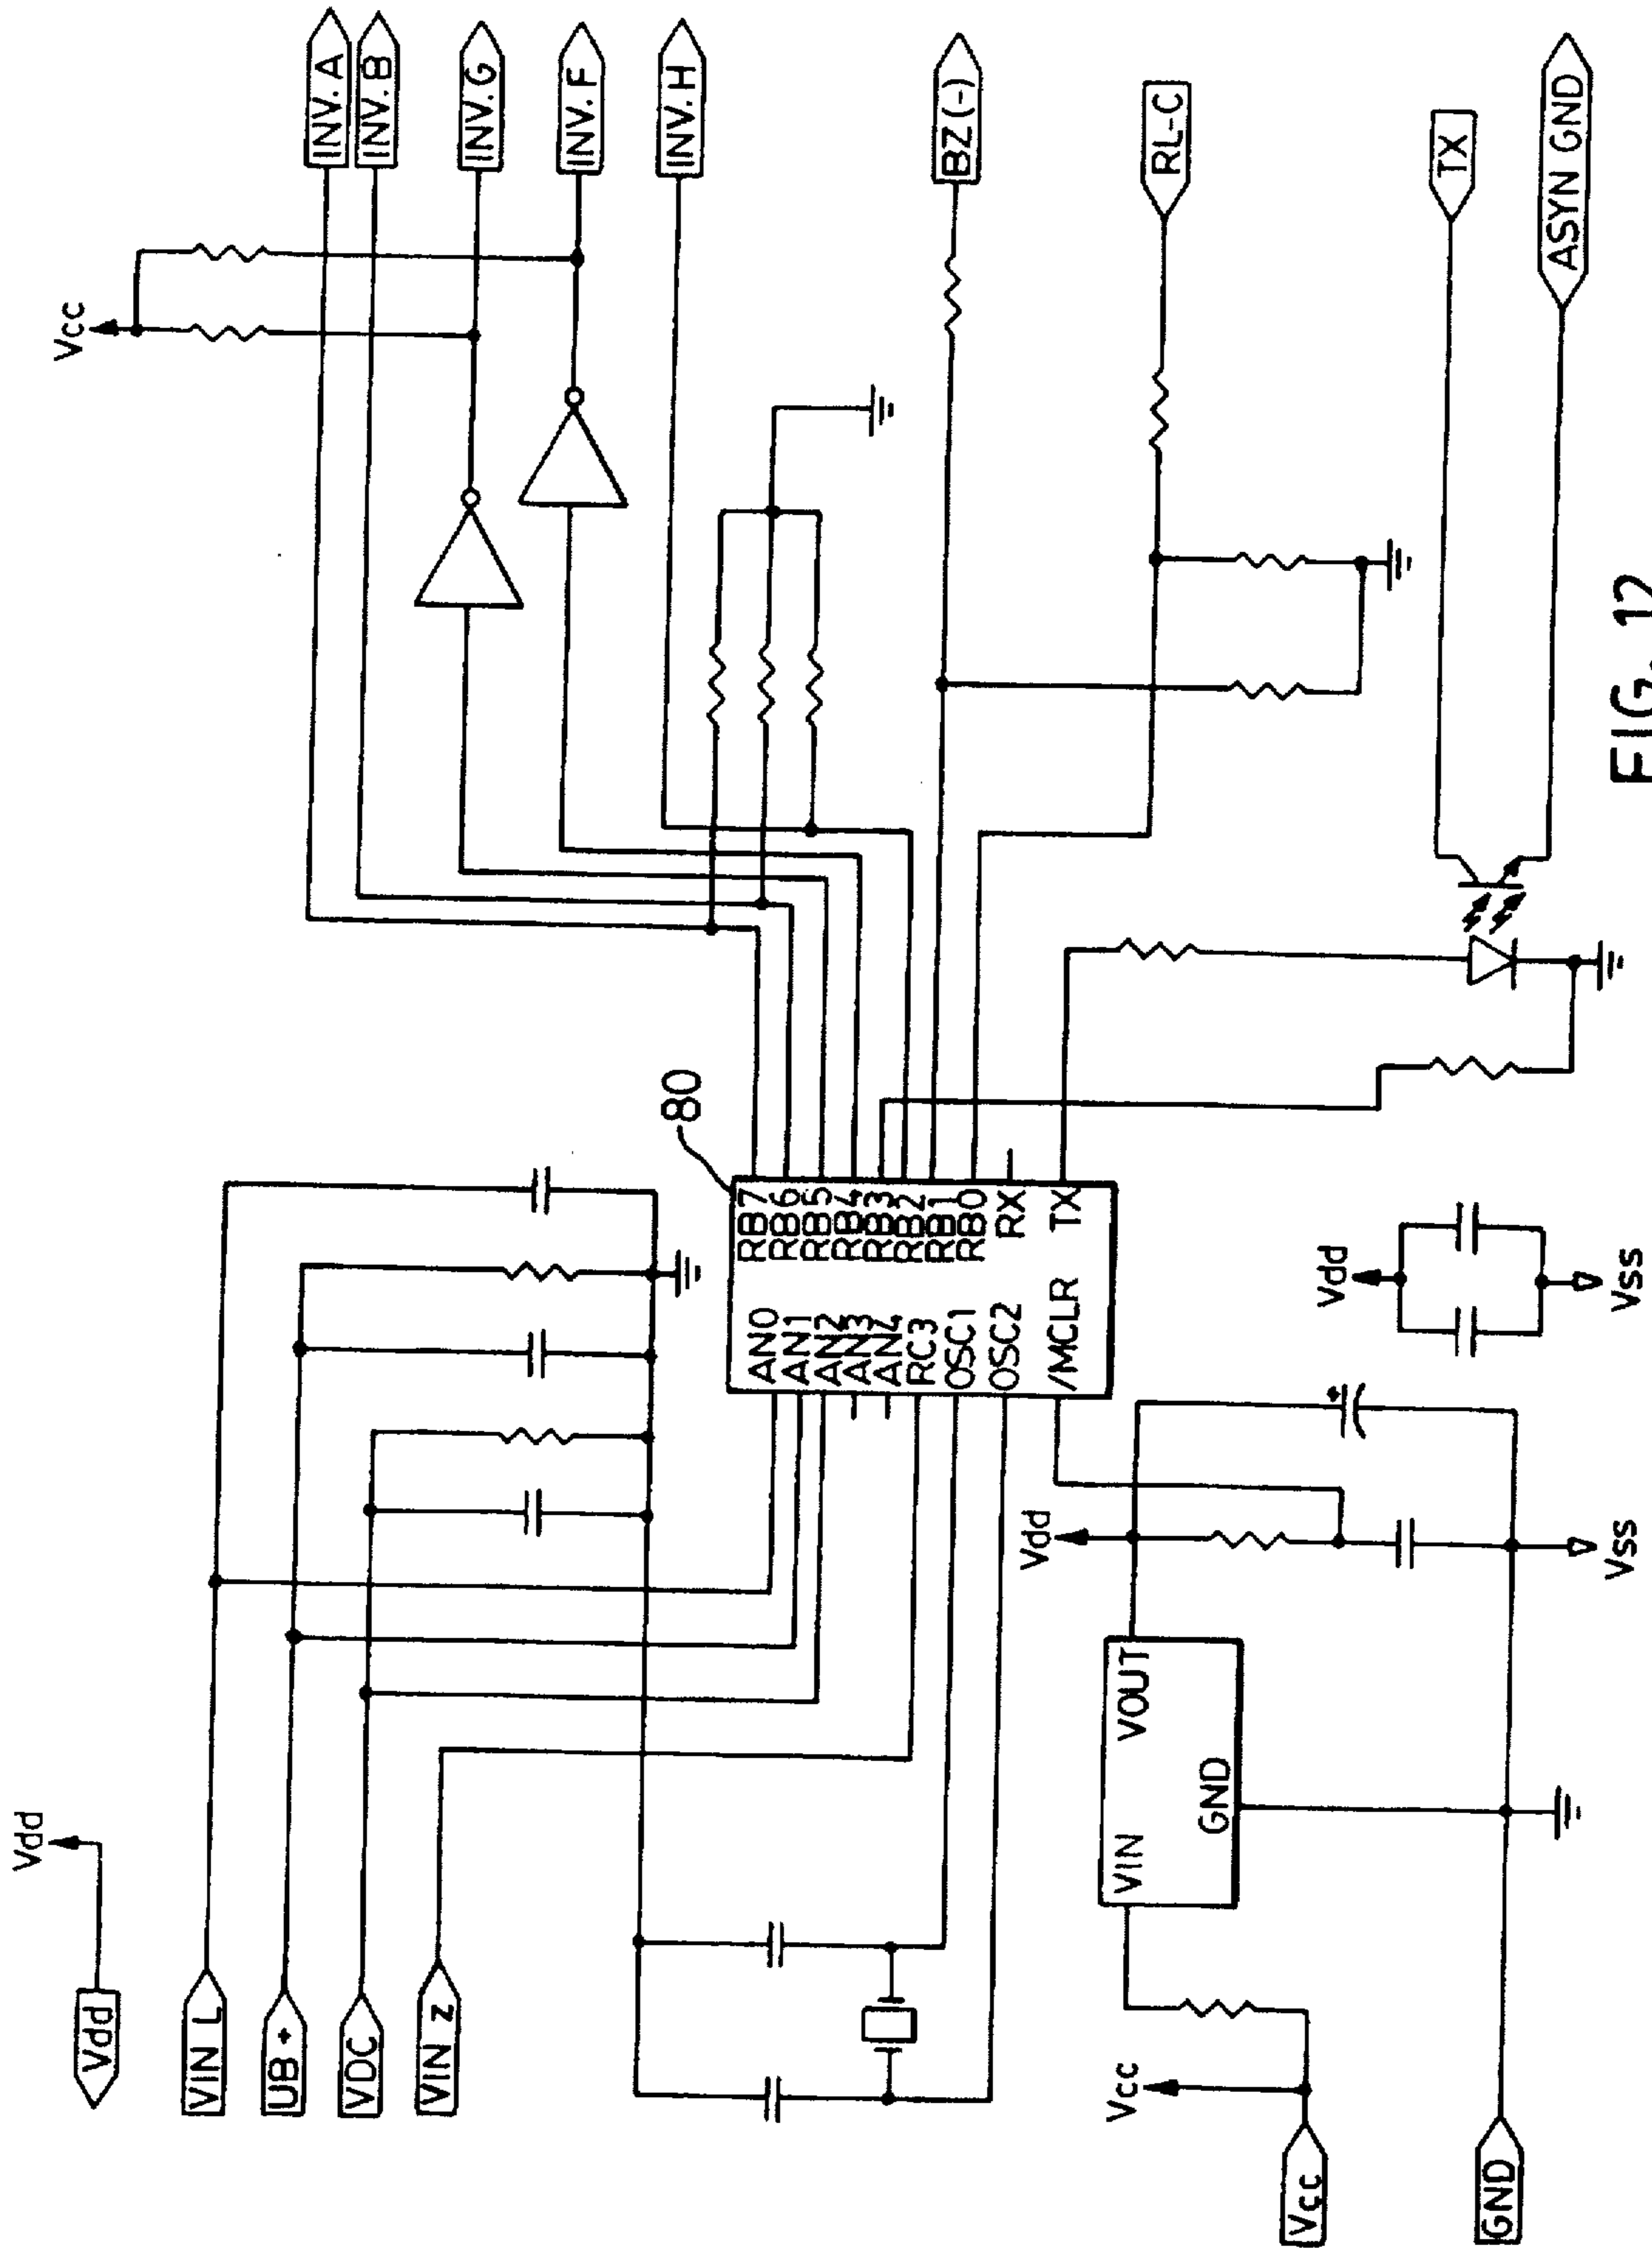 Vdd
Vdd
VIN L
UB +
VDC
VIN z
Vcc
Vcc
GND
VIN
VOUT
GND
Vdd
Vss
Vdd
Vss
80
AN0
AN1
AN2
AN3
AN4
RC3
OSC1
OSC2
/MCLR
RB7
RB6
RB5
RB4
RB3
RB2
RB1
RB0
RX
TX
Vcc
INV. A
INV. B
INV. G
INV. F
INV. H
BZ(-)
RL-C
TX
ASYN GND
FIG. 12